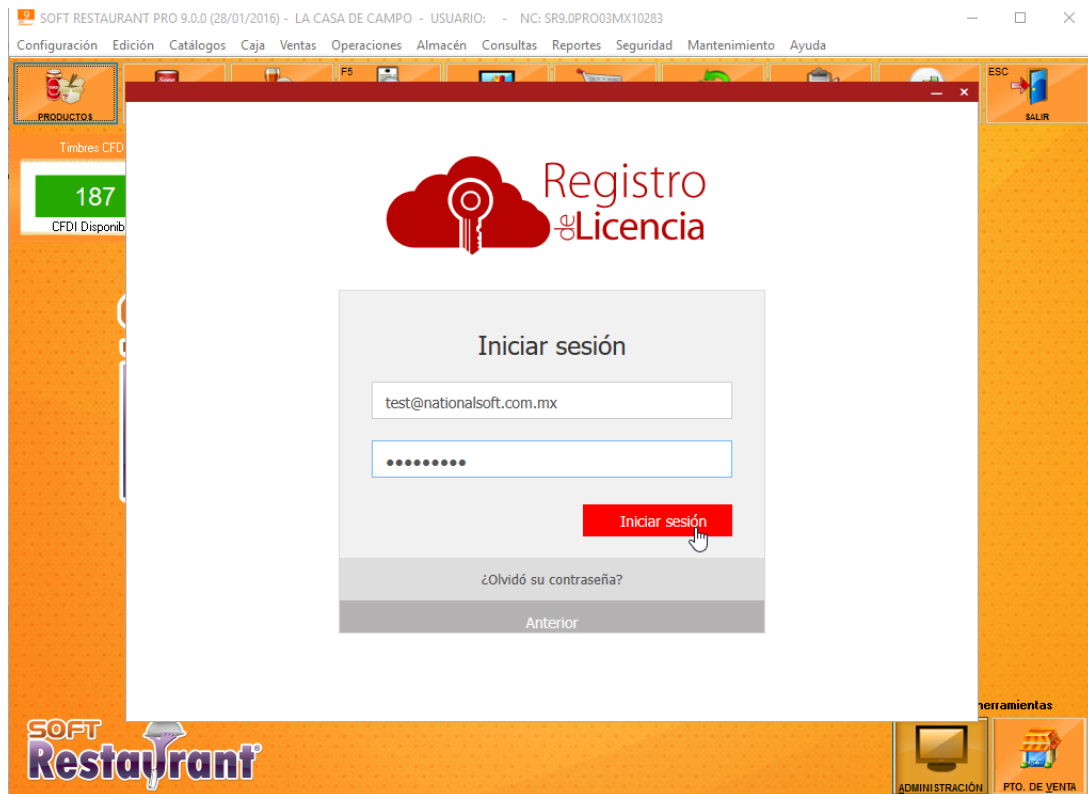 SOFT RESTAURANT PRO 9.0.0 (28/01/2016) - LA CASA DE CAMPO - USUARIO: - NC: SR9.0PRO03MX10283
Configuración Edición Catálogos Caja Ventas Operaciones Almacén Consultas Reportes Seguridad Mantenimiento Ayuda
F5
ESC
PRODUCTOS
SALIR
Timbres CFD
187
CFDI Disponib
Registro
de Licencia
Iniciar sesión
test@nationalsoft.com.mx
Iniciar sesión
¿Olvidó su contraseña?
Anterior
herramientas
SOFT
Restaurant
ADMINISTRACIÓN
PTO. DE VENTA